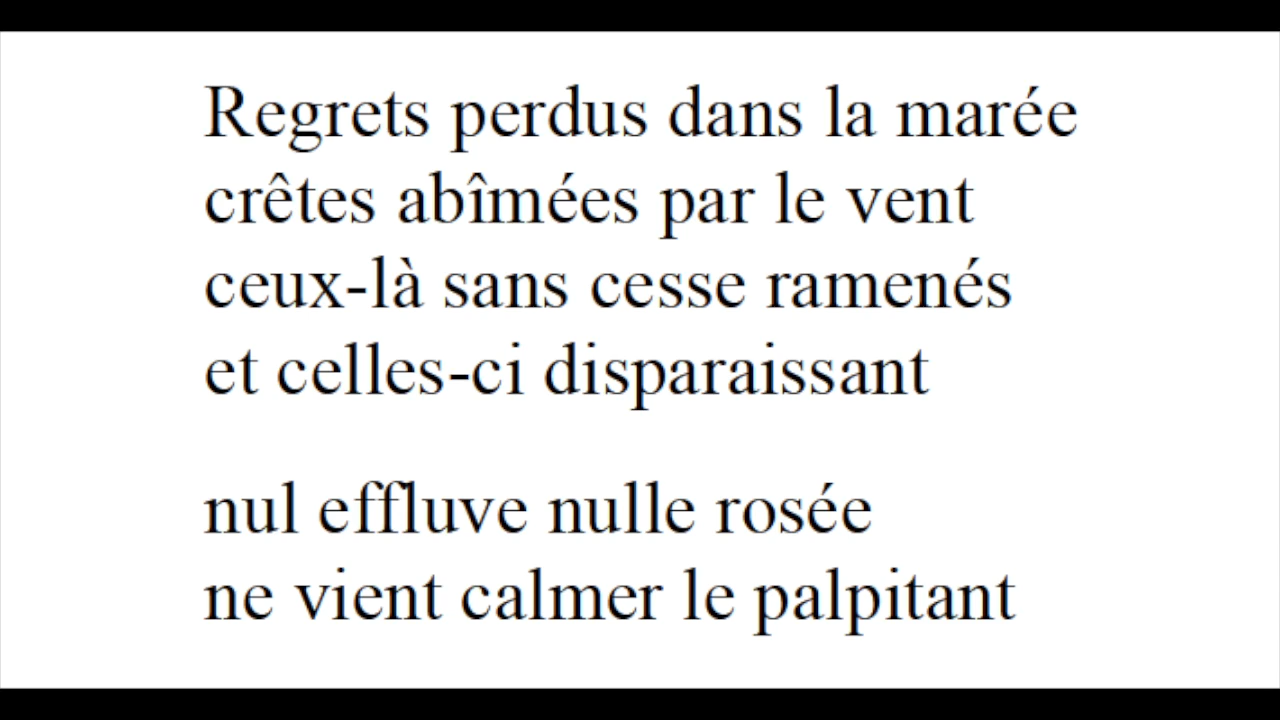 Regrets perdus dans la marée
crêtes abîmées par le vent
ceux-là sans cesse ramenés
et celles-ci disparaissant
nul effluve nulle rosée
ne vient calmer le palpitant